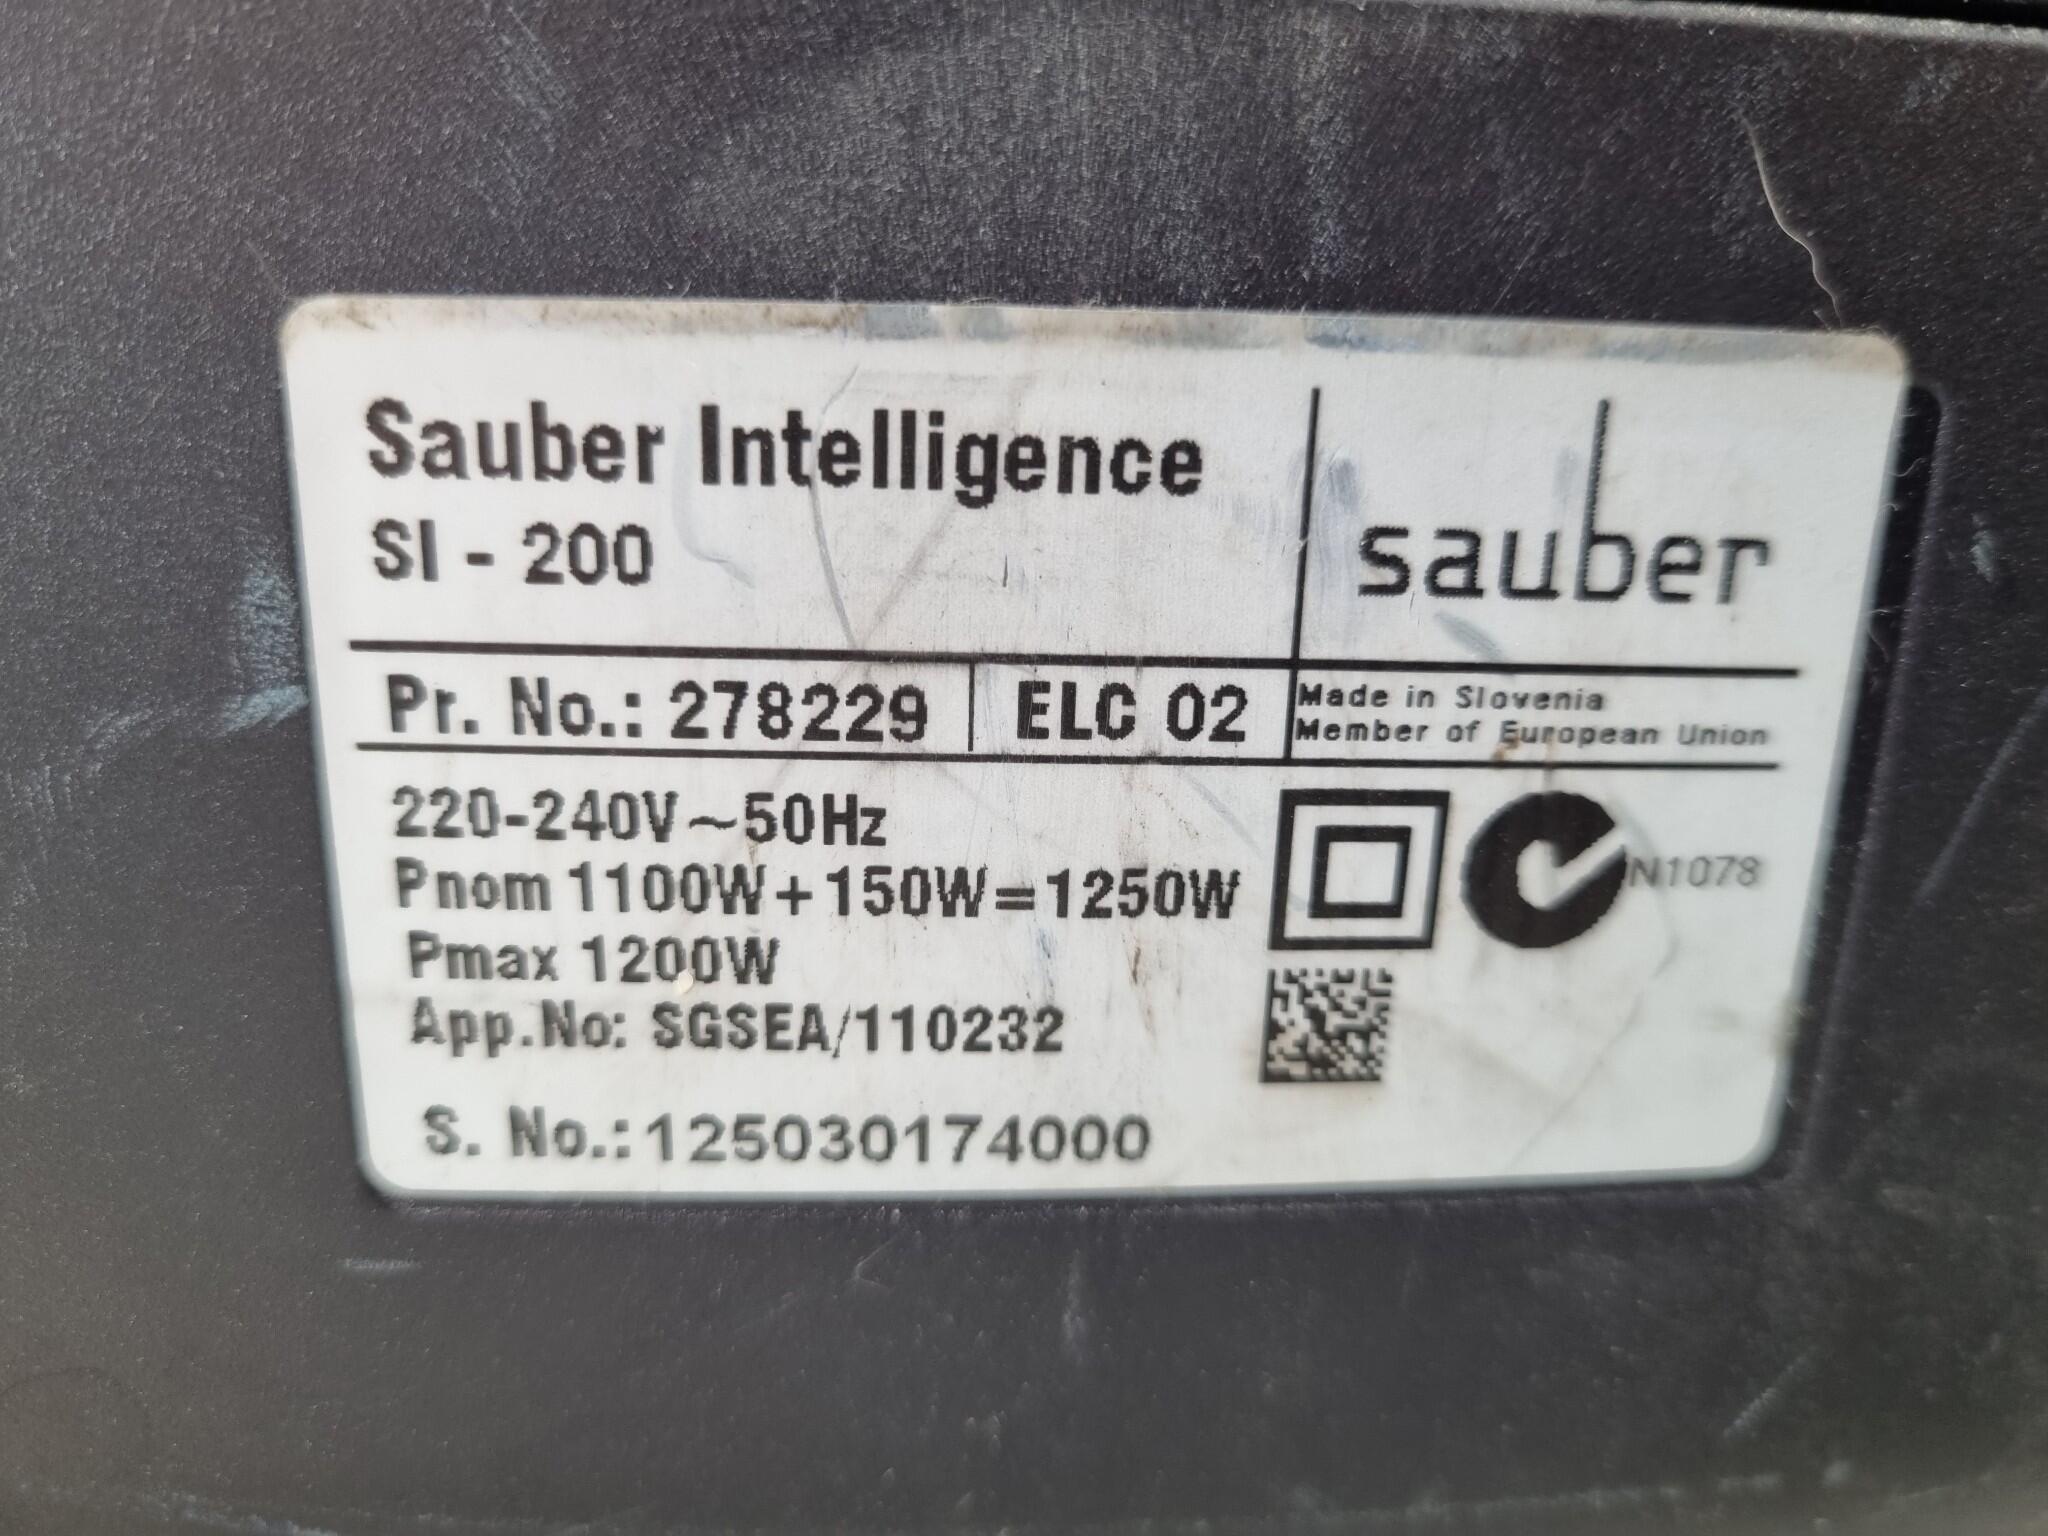 Sauber Intelligence
SI - 200
sauber
Pr. No.: 278229 ELC 02
Made in Slovenia
Member of European Union
220-240V~50Hz
Pnom 1100W+150W=1250W
Pmax 1200W
App.No: SGSEA/110232
N1078
S. No.:125030174000